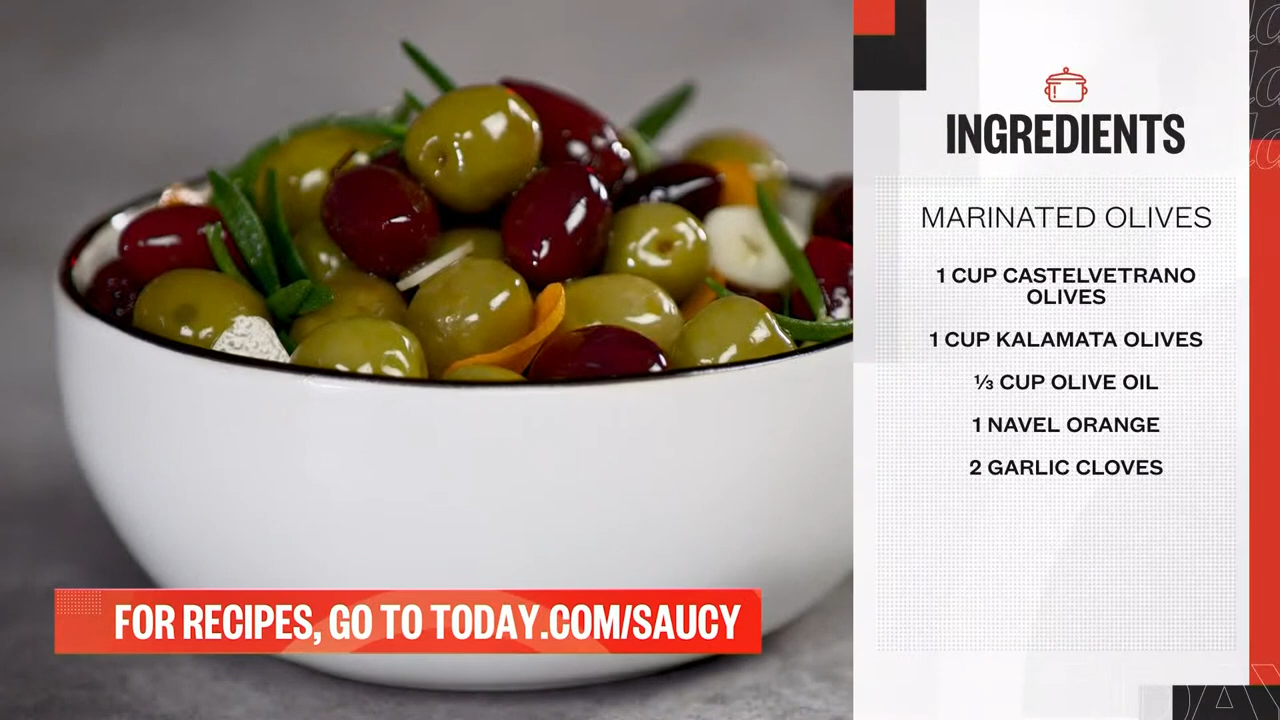 INGREDIENTS
MARINATED OLIVES
1 CUP CASTELVETRANO
OLIVES
1 CUP KALAMATA OLIVES
⅓ CUP OLIVE OIL
1 NAVEL ORANGE
2 GARLIC CLOVES
FOR RECIPES, GO TO TODAY.COM/SAUCY